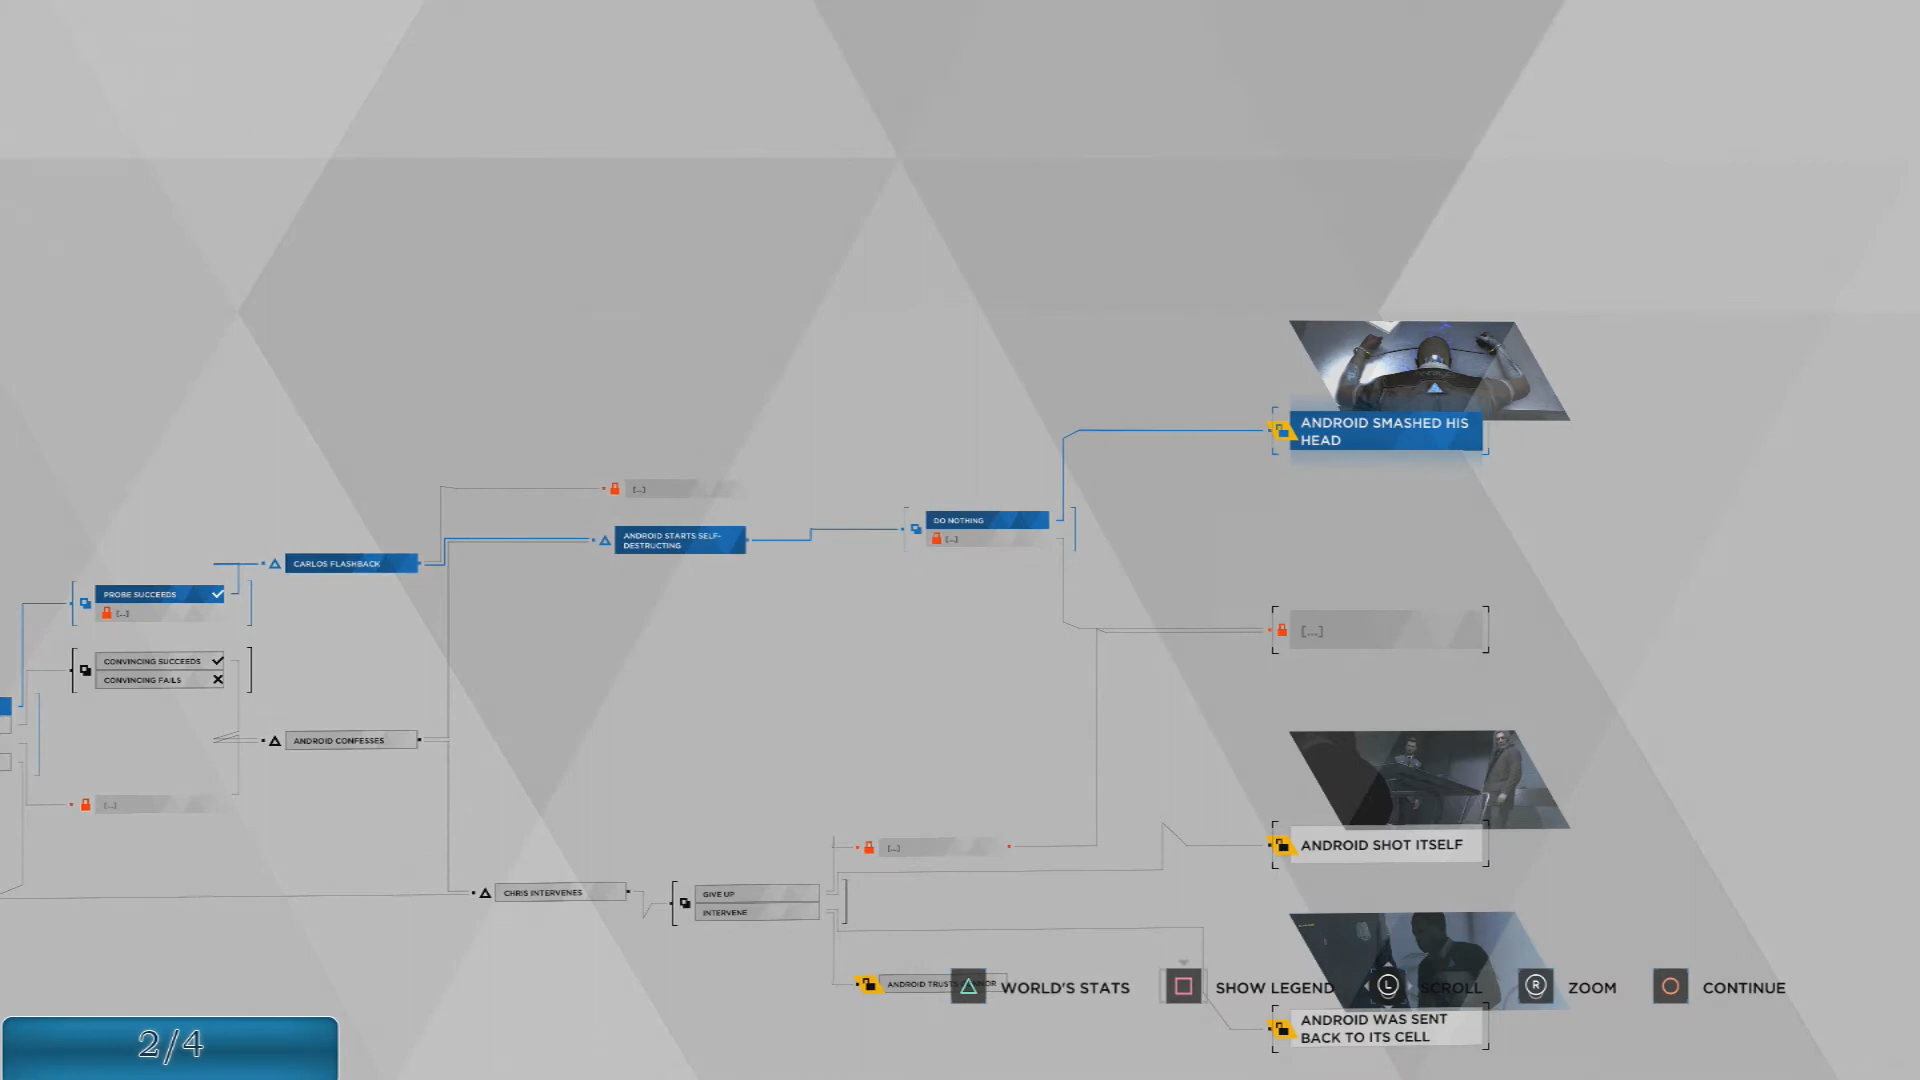 ANDROID SMASHED HIS
HEAD
[...]
DO NOTHING
[...]
ANDROID STARTS SELF-
DESTRUCTING
CARLOS FLASHBACK
PROBE SUCCEEDS
[...]
[...]
CONVINCING SUCCEEDS
CONVINCING FAILS
ANDROID CONFESSES
[...]
ANDROID SHOT ITSELF
[...]
CHRIS INTERVENES
GIVE UP
INTERVENE
ANDROID TRUSTS
WORLD'S STATS
SHOW LEGEND
L
SCROLL
R
ZOOM
CONTINUE
ANDROID WAS SENT
BACK TO ITS CELL
2/4